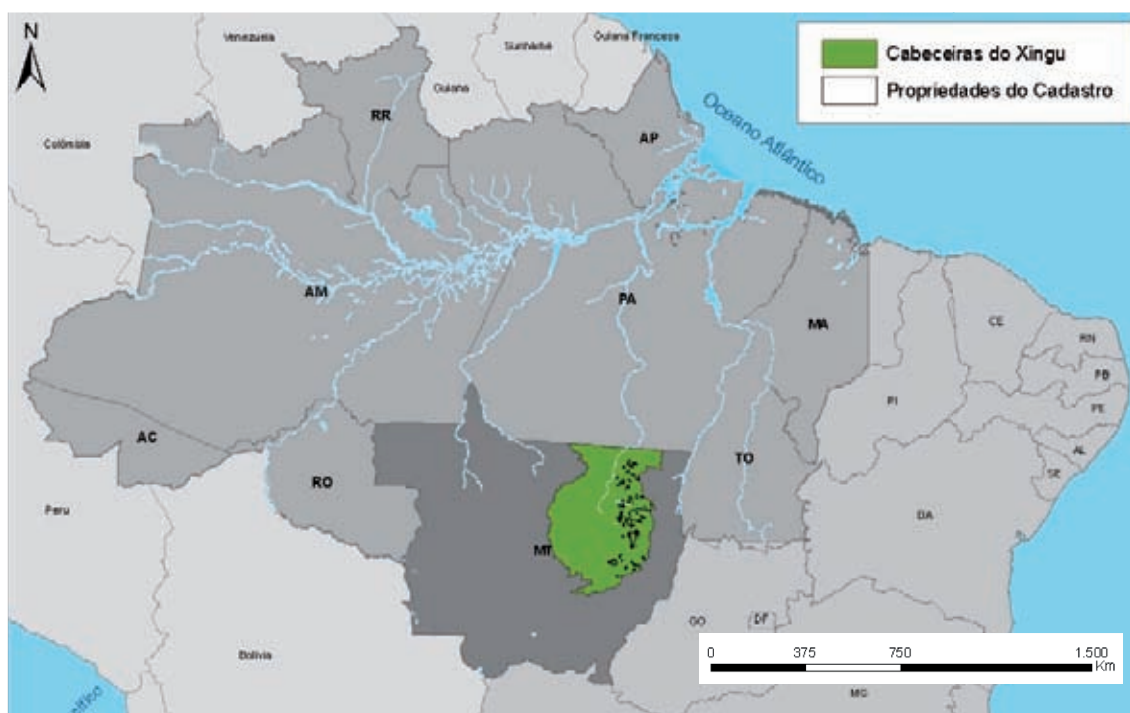 N
Venezuela
Suriname
Guiana Francesa
Guiana
Colômbia
Cabeceiras do Xingu
Propriedades do Cadastro
Oceano Atlântico
RR
AP
AM
PA
MA
CE
RN
PB
PE
PI
AL
SE
AC
RO
TO
BA
Peru
MT
GO
DF
Bolívia
MG
0 375 750 1.500
Km